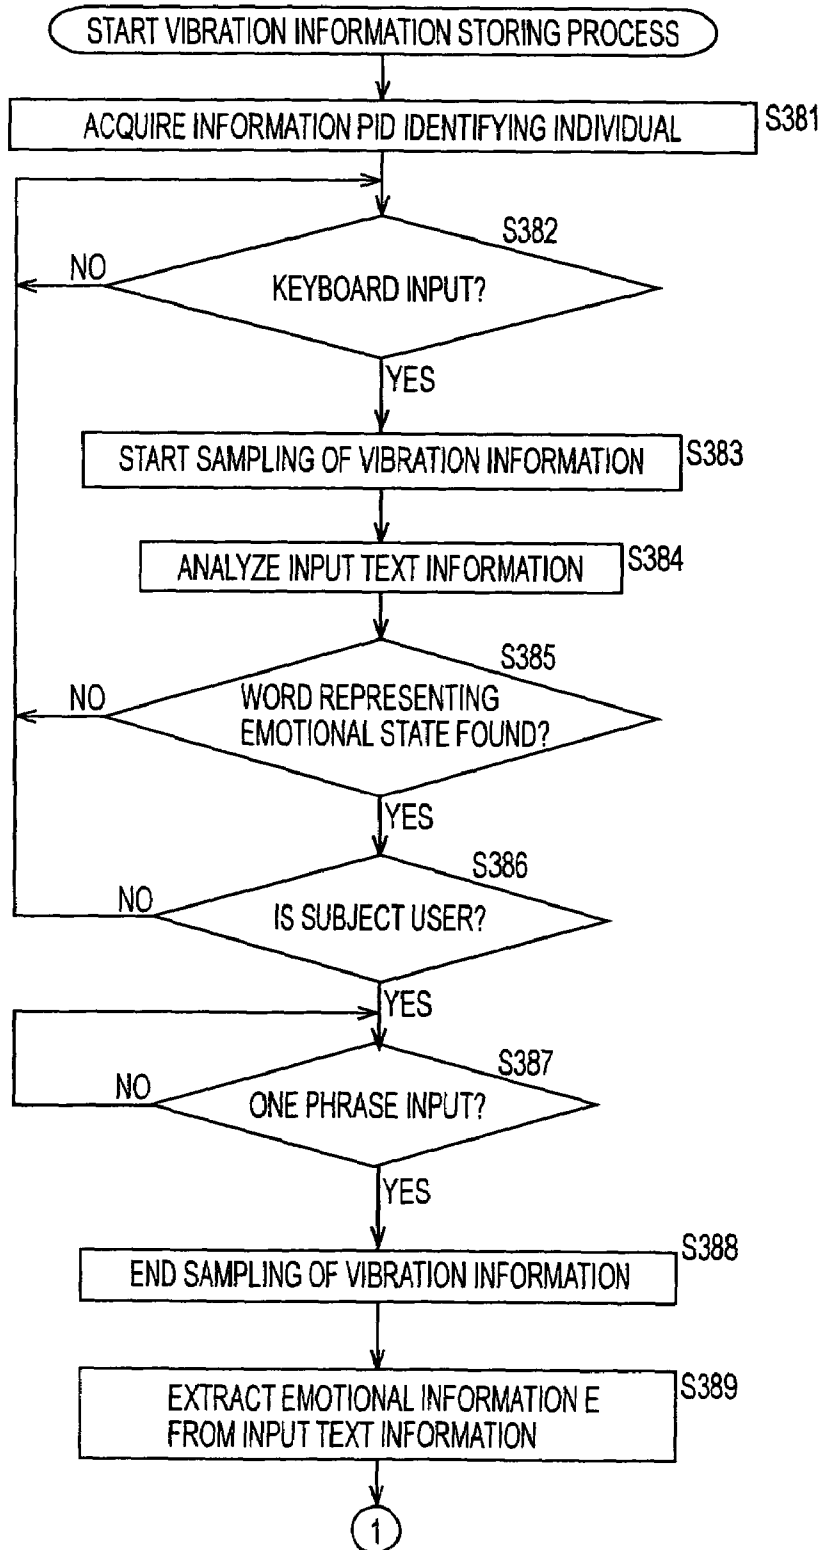 START VIBRATION INFORMATION STORING PROCESS
ACQUIRE INFORMATION PID IDENTIFYING INDIVIDUAL
S381
S382
NO
KEYBOARD INPUT?
YES
START SAMPLING OF VIBRATION INFORMATION
S383
ANALYZE INPUT TEXT INFORMATION
S384
S385
NO
WORD REPRESENTING
EMOTIONAL STATE FOUND?
YES
S386
NO
IS SUBJECT USER?
YES
S387
NO
ONE PHRASE INPUT?
YES
S388
END SAMPLING OF VIBRATION INFORMATION
S389
EXTRACT EMOTIONAL INFORMATION E
FROM INPUT TEXT INFORMATION
1